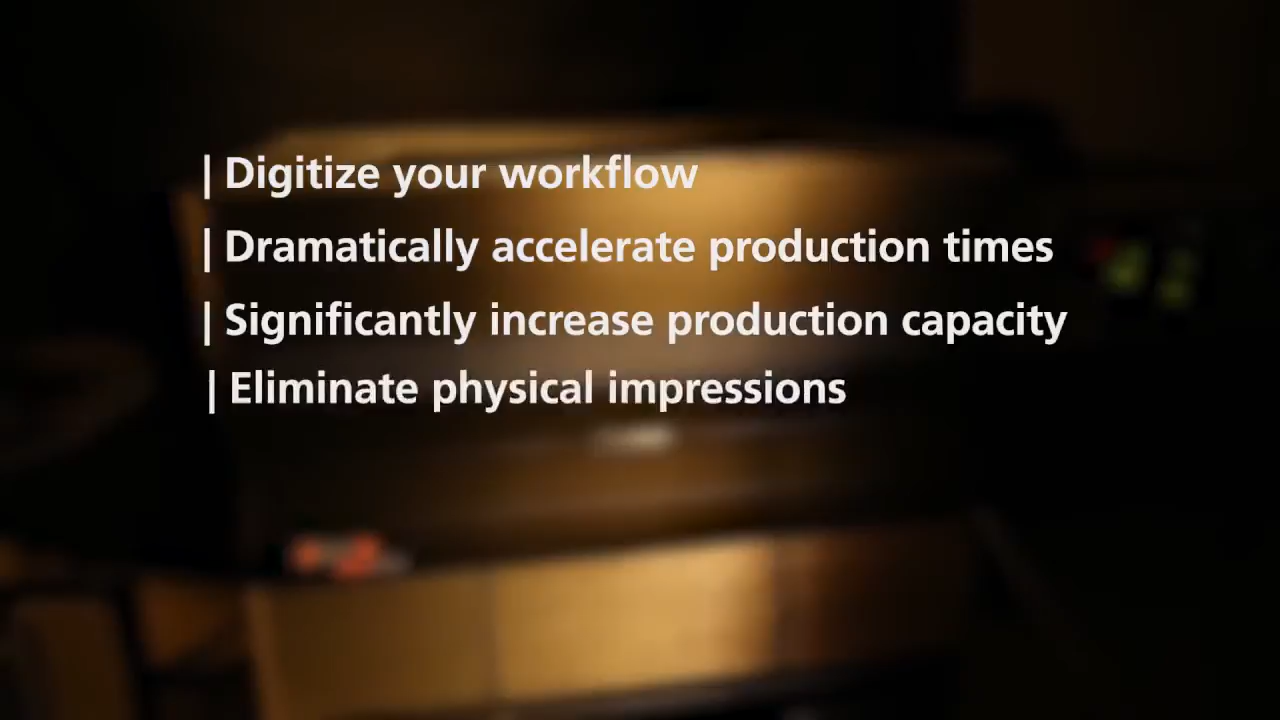 | Digitize your workflow
| Dramatically accelerate production times
| Significantly increase production capacity
| Eliminate physical impressions